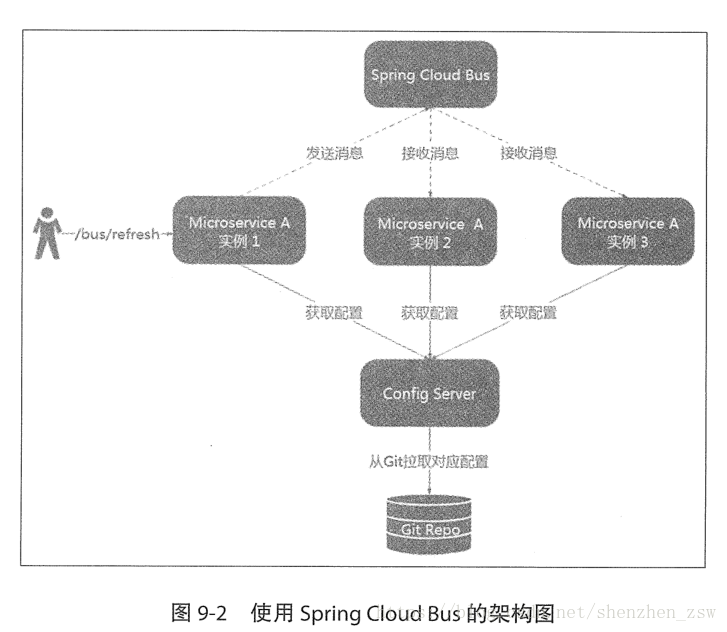 Spring Cloud Bus
发送消息
接收消息
接收消息
/bus/refresh
Microservice A
实例 1
Microservice A
实例 2
Microservice A
实例 3
获取配置
获取配置
获取配置
Config Server
从Git拉取对应配置
Git Repo
图 9-2 使用 Spring Cloud Bus 的架构图
net/shenzhen_zsw